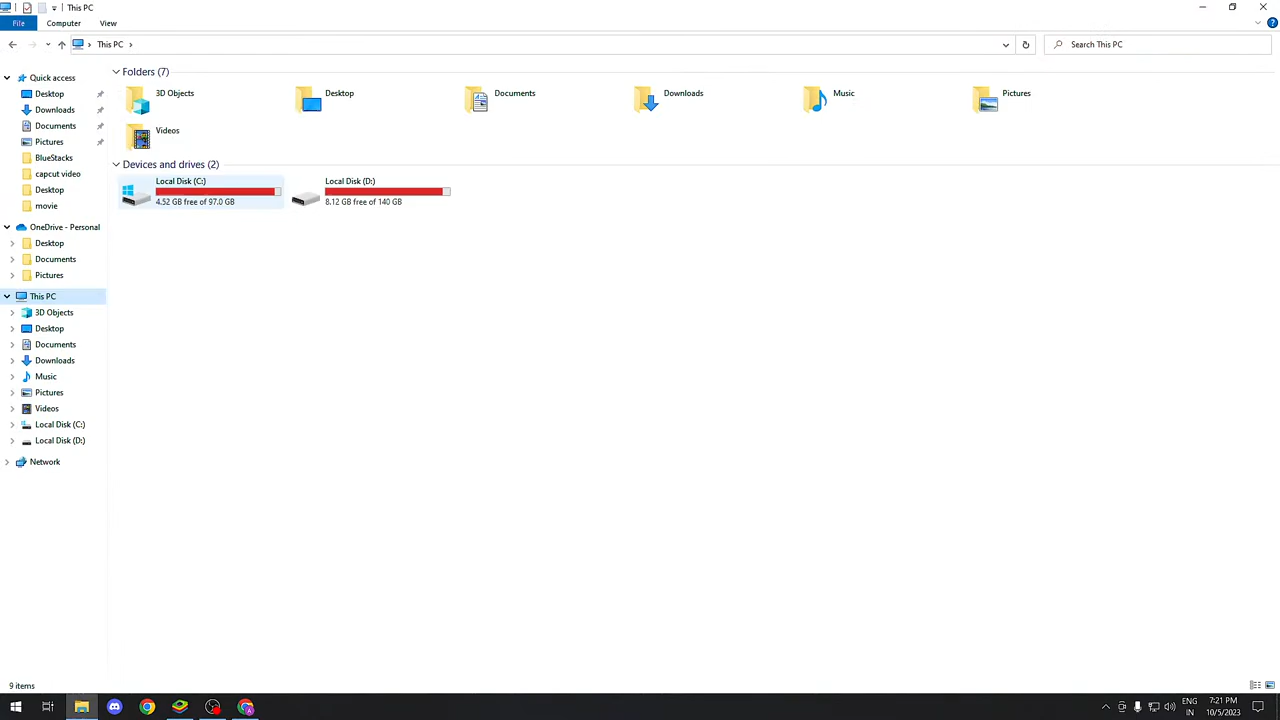 This PC
File
Computer
View
This PC
Search This PC
Quick access
Desktop
Downloads
Documents
Pictures
BlueStacks
capcut video
Desktop
movie
OneDrive - Personal
Desktop
Documents
Pictures
This PC
3D Objects
Desktop
Documents
Downloads
Music
Pictures
Videos
Local Disk (C:)
Local Disk (D:)
Network
Folders (7)
3D Objects
Desktop
Documents
Downloads
Music
Pictures
Videos
Devices and drives (2)
Local Disk (C:)
4.52 GB free of 97.0 GB
Local Disk (D:)
8.12 GB free of 140 GB
9 items
ENG
IN
7:21 PM
10/5/2023